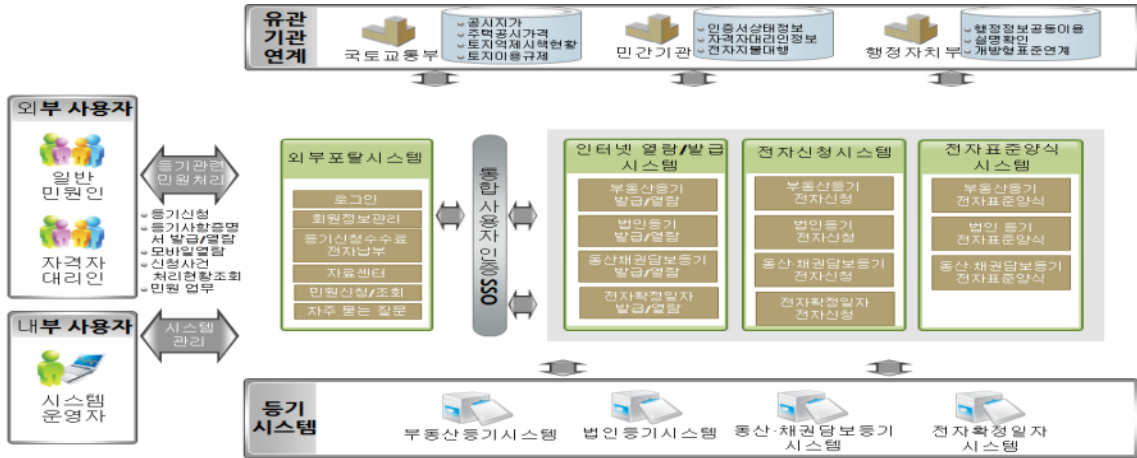 유관
기관
연계
국토교통부
공시지가
주택공시가격
토지억제시책현황
토지이용규제
민간기관
인증서상태정보
자격자대리인정보
전자지불대행
행정자치부
행정정보공동이용
실명확인
개방형표준연계
외부 사용자
일반
민원인
자격자
대리인
등기관련
민원처리
등기신청
등기사항증명
서 발급/열람
모바일열람
신청사건
처리현황조회
민원 업무
내부 사용자
시스템
운영자
시스템
관리
외부포탈시스템
로그인
회원정보관리
등기신청수수료
전자납부
자료센터
민원신청/조회
자주 묻는 질문
통합 사용자 인증 SSO
인터넷 열람/발급
시스템
부동산등기
발급/열람
법인등기
발급/열람
동산채권담보등기
발급/열람
전자확정일자
발급/열람
전자신청시스템
부동산등기
전자신청
법인등기
전자신청
동산·채권담보등기
전자신청
전자확정일자
전자신청
전자표준양식
시스템
부동산등기
전자표준양식
법인 등기
전자표준양식
동산·채권담보등기
전자표준양식
등기
시스템
부동산등기시스템
법인등기시스템
동산·채권담보등기
시스템
전자확정일자
시스템